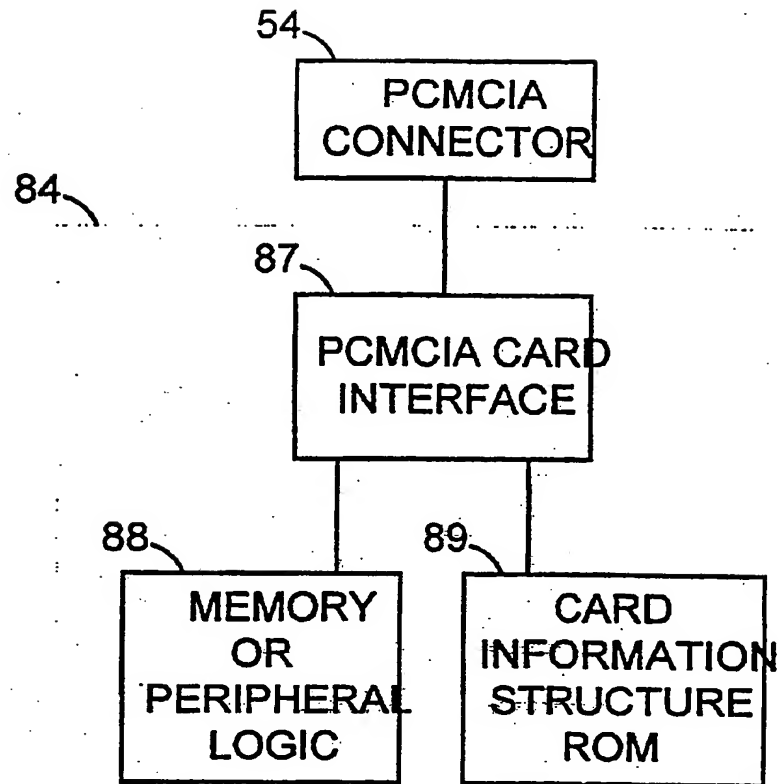 54
PCMCIA
CONNECTOR
84
87
PCMCIA CARD
INTERFACE
88
MEMORY
OR
PERIPHERAL
LOGIC
89
CARD
INFORMATION
STRUCTURE
ROM